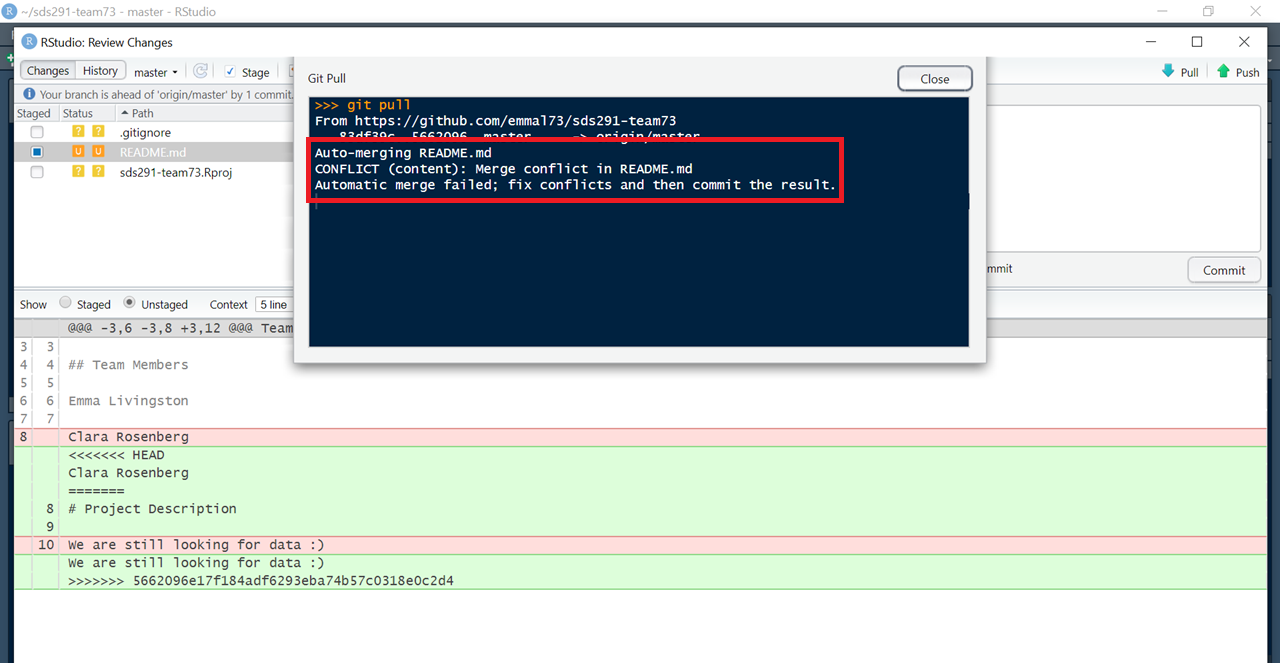 ~/sds291-team73 - master - RStudio
RStudio: Review Changes
Changes History master Stage
Pull Push
Your branch is ahead of 'origin/master' by 1 commit.
Staged Status Path
? ? .gitignore
U U README.md
? ? sds291-team73.Rproj
Git Pull
Close
>>> git pull
From https://github.com/emmal73/sds291-team73
83df39c..5662096 master -> origin/master
Auto-merging README.md
CONFLICT (content): Merge conflict in README.md
Automatic merge failed; fix conflicts and then commit the result.
mmit
Commit
Show Staged Unstaged Context 5 line
@@@ -3,6 -3,8 +3,12 @@@ Team
3 3
4 4 ## Team Members
5 5
6 6 Emma Livingston
7 7
8 Clara Rosenberg
<<<<<<< HEAD
Clara Rosenberg
=======
8 # Project Description
9
10 We are still looking for data :)
We are still looking for data :)
>>>>>>> 5662096e17f184adf6293eba74b57c0318e0c2d4